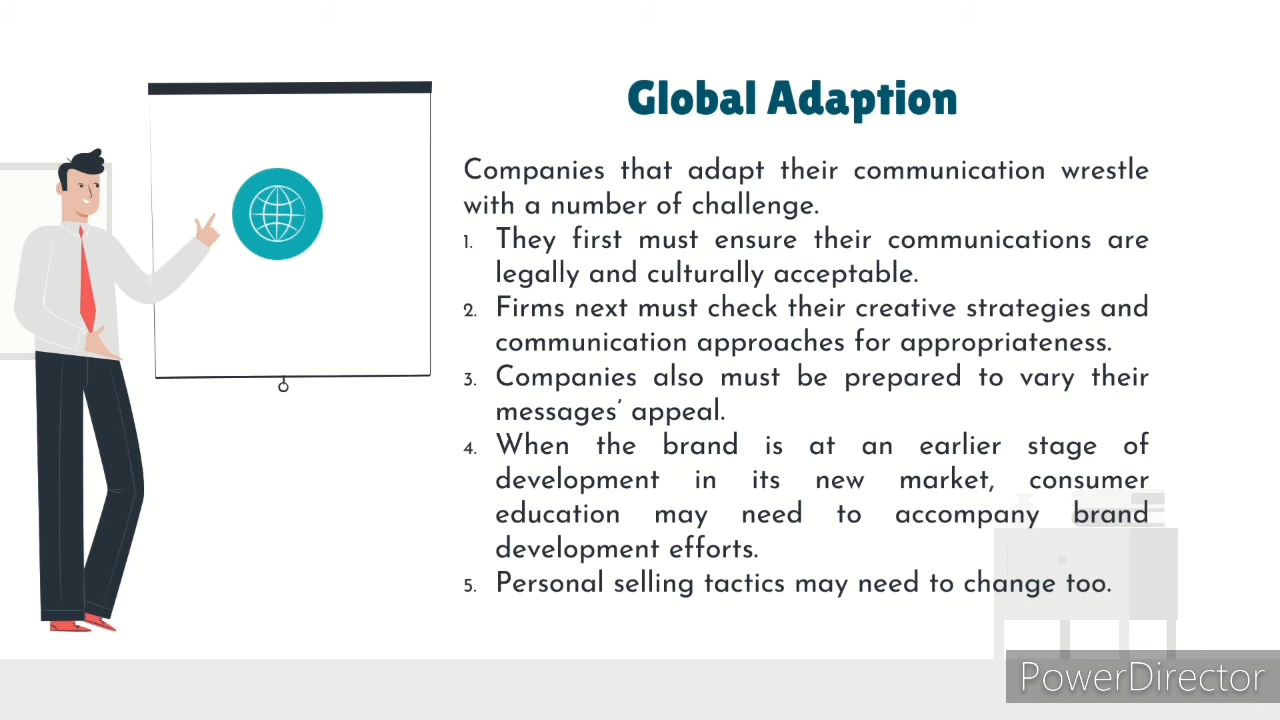 Global Adaption
Companies that adapt their communication wrestle
with a number of challenge.
1. They first must ensure their communications are
legally and culturally acceptable.
2. Firms next must check their creative strategies and
communication approaches for appropriateness.
3. Companies also must be prepared to vary their
messages’ appeal.
4. When the brand is at an earlier stage of
development in its new market, consumer
education may need to accompany brand
development efforts.
5. Personal selling tactics may need to change too.
PowerDirector